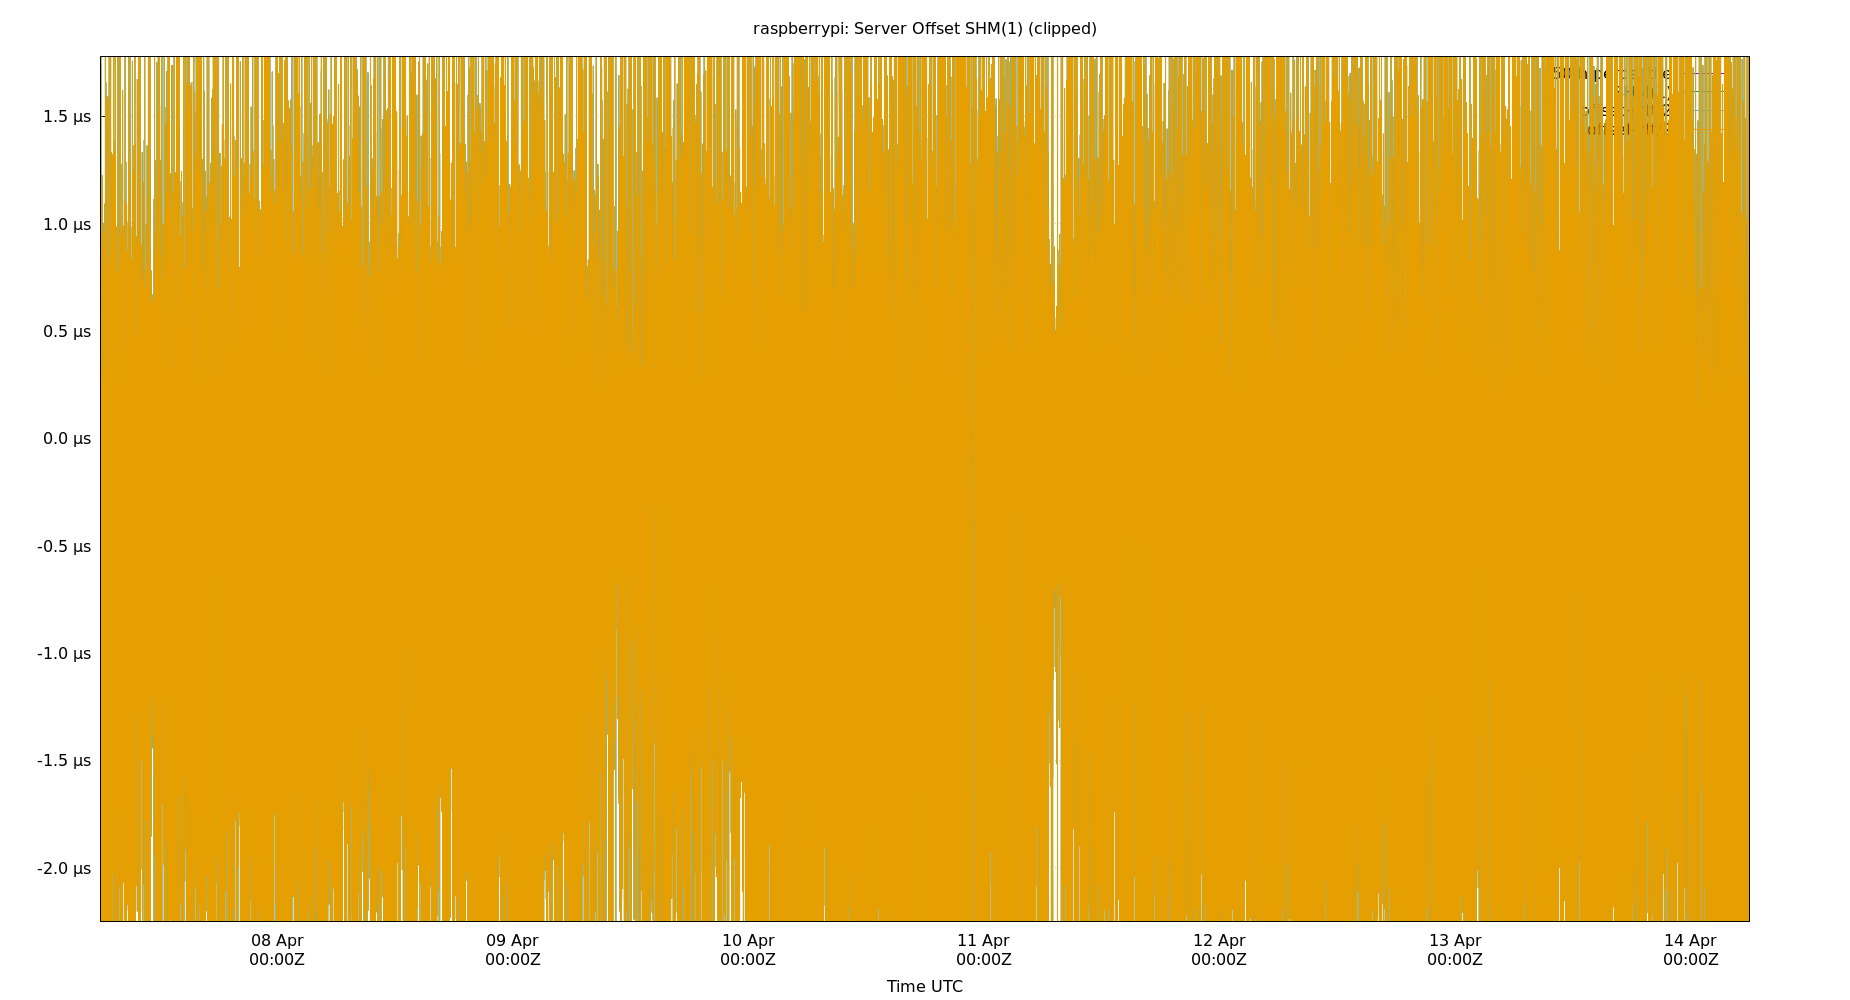 raspberrypi: Server Offset SHM(1) (clipped)
1.5 µs
1.0 µs
0.5 µs
0.0 µs
-0.5 µs
-1.0 µs
-1.5 µs
-2.0 µs
08 Apr 09 Apr 10 Apr 11 Apr 12 Apr 13 Apr 14 Apr
00:00Z 00:00Z 00:00Z 00:00Z 00:00Z 00:00Z 00:00Z
Time UTC